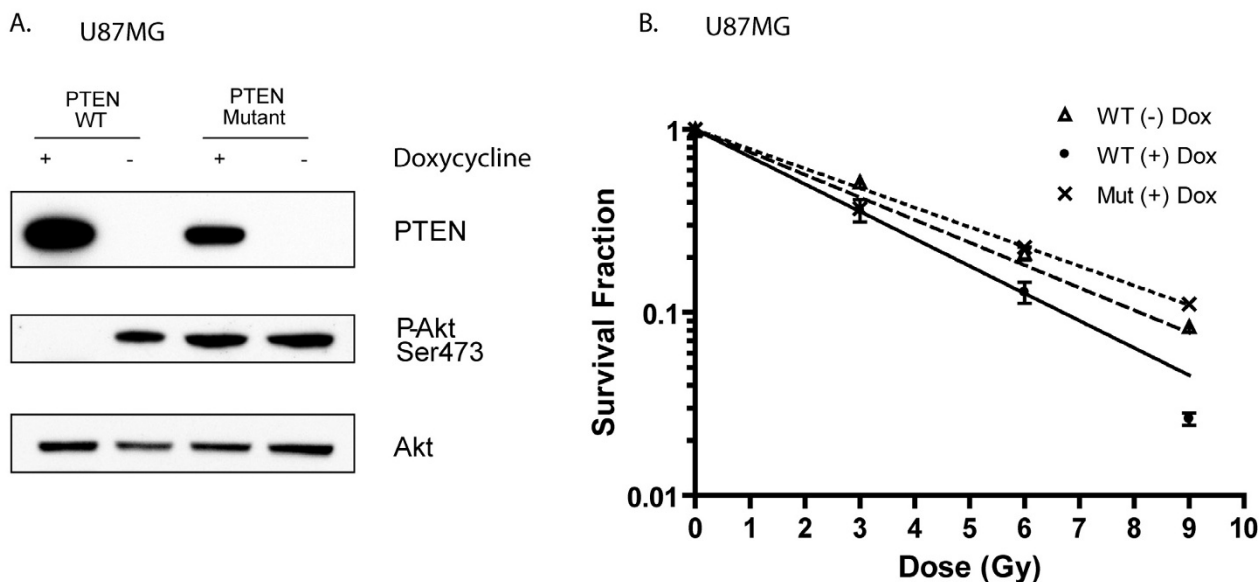 A. U87MG
PTEN WT PTEN Mutant
+ - + - Doxycycline
PTEN
P-Akt
Ser473
Akt
B. U87MG
WT (-) Dox
WT (+) Dox
Mut (+) Dox
Survival Fraction
1
0.1
0.01
0 1 2 3 4 5 6 7 8 9 10
Dose (Gy)